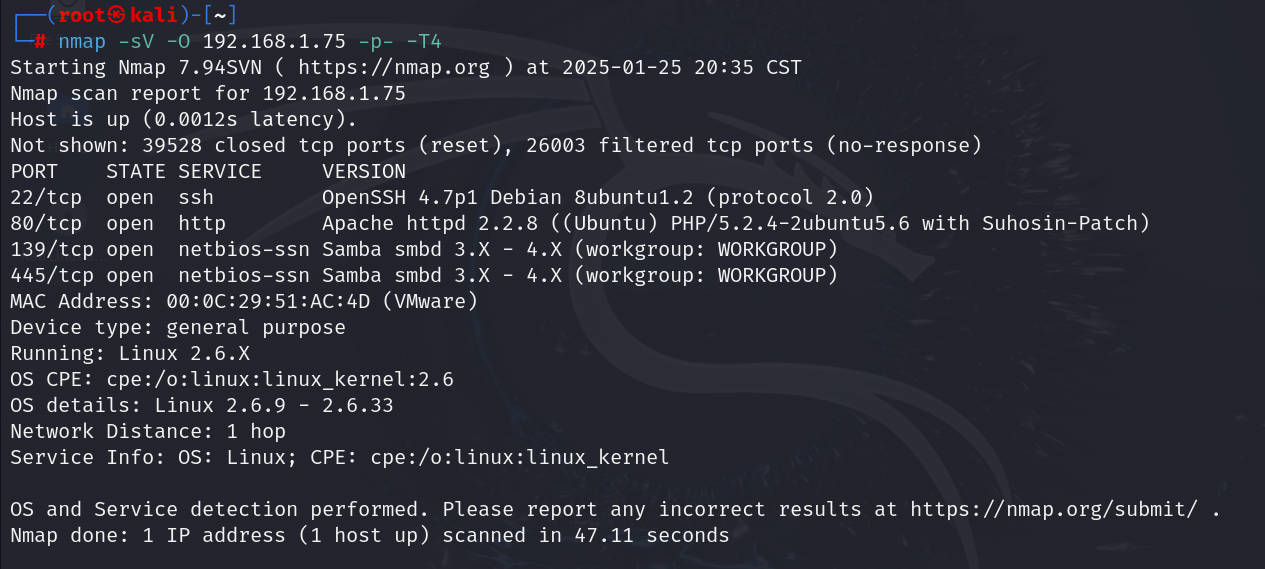 ┌──(root㉿kali)-[~]
└─# nmap -sV -O 192.168.1.75 -p- -T4
Starting Nmap 7.94SVN ( https://nmap.org ) at 2025-01-25 20:35 CST
Nmap scan report for 192.168.1.75
Host is up (0.0012s latency).
Not shown: 39528 closed tcp ports (reset), 26003 filtered tcp ports (no-response)
PORT    STATE SERVICE     VERSION
22/tcp  open  ssh         OpenSSH 4.7p1 Debian 8ubuntu1.2 (protocol 2.0)
80/tcp  open  http        Apache httpd 2.2.8 ((Ubuntu) PHP/5.2.4-2ubuntu5.6 with Suhosin-Patch)
139/tcp open  netbios-ssn Samba smbd 3.X - 4.X (workgroup: WORKGROUP)
445/tcp open  netbios-ssn Samba smbd 3.X - 4.X (workgroup: WORKGROUP)
MAC Address: 00:0C:29:51:AC:4D (VMware)
Device type: general purpose
Running: Linux 2.6.X
OS CPE: cpe:/o:linux:linux_kernel:2.6
OS details: Linux 2.6.9 - 2.6.33
Network Distance: 1 hop
Service Info: OS: Linux; CPE: cpe:/o:linux:linux_kernel

OS and Service detection performed. Please report any incorrect results at https://nmap.org/submit/ .
Nmap done: 1 IP address (1 host up) scanned in 47.11 seconds